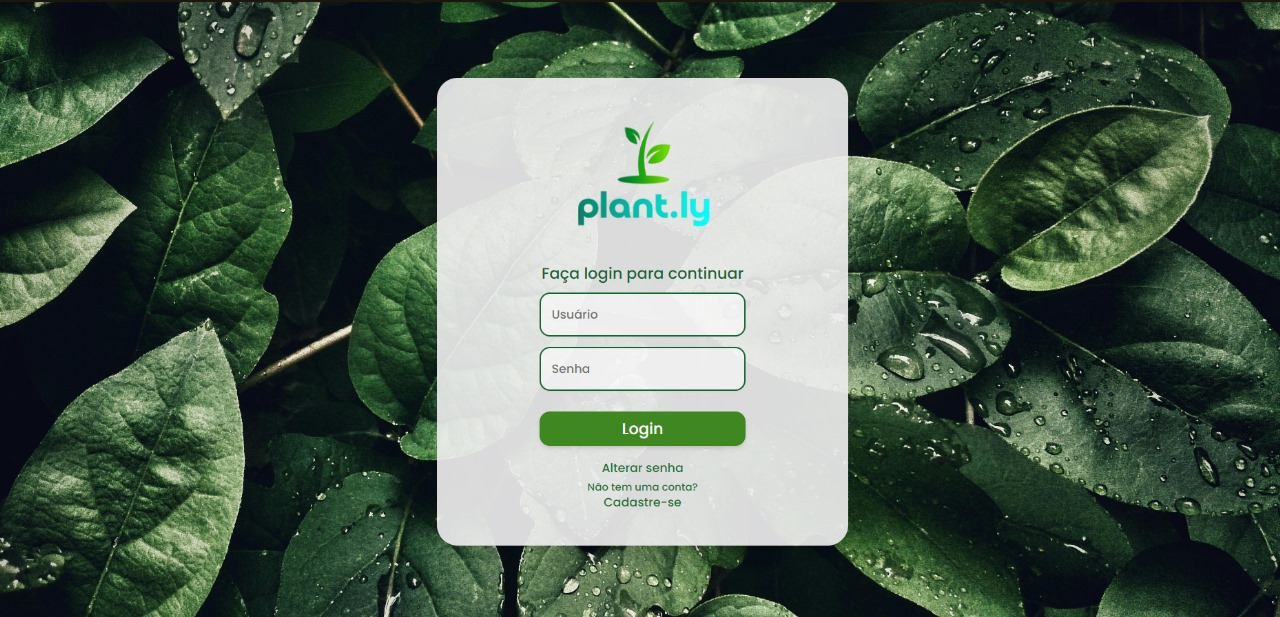 plant.ly
Faça login para continuar
Usuário
Senha
Login
Alterar senha
Não tem uma conta?
Cadastre-se